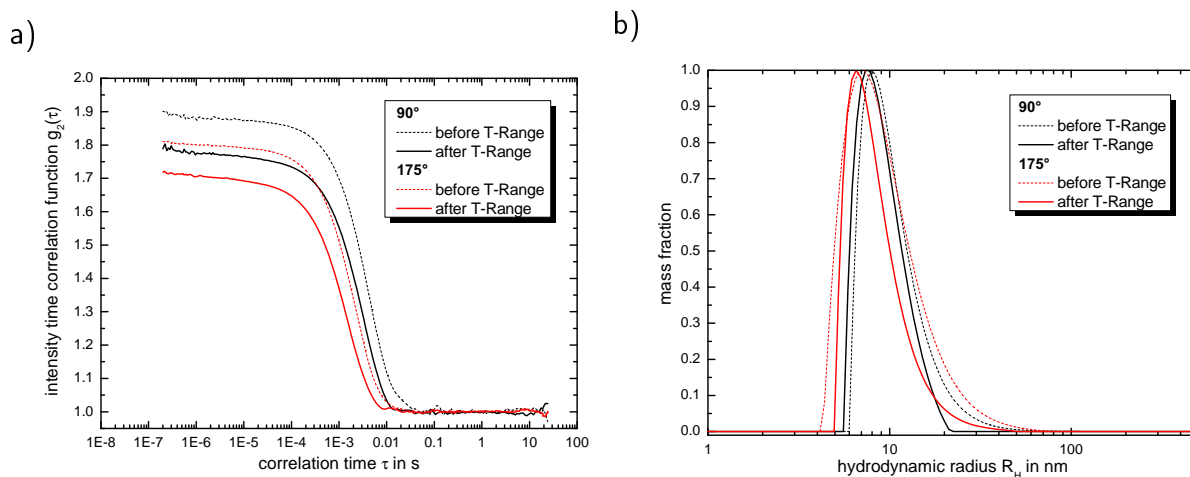 a)
intensity time correlation function g₂(τ)
2.0
1.9
1.8
1.7
1.6
1.5
1.4
1.3
1.2
1.1
1.0
1E-8 1E-7 1E-6 1E-5 1E-4 1E-3 0.01 0.1 1 10 100
correlation time τ in s
90°
before T-Range
after T-Range
175°
before T-Range
after T-Range
b)
mass fraction
1.0
0.9
0.8
0.7
0.6
0.5
0.4
0.3
0.2
0.1
0.0
1 10 100
hydrodynamic radius R_H in nm
90°
before T-Range
after T-Range
175°
before T-Range
after T-Range